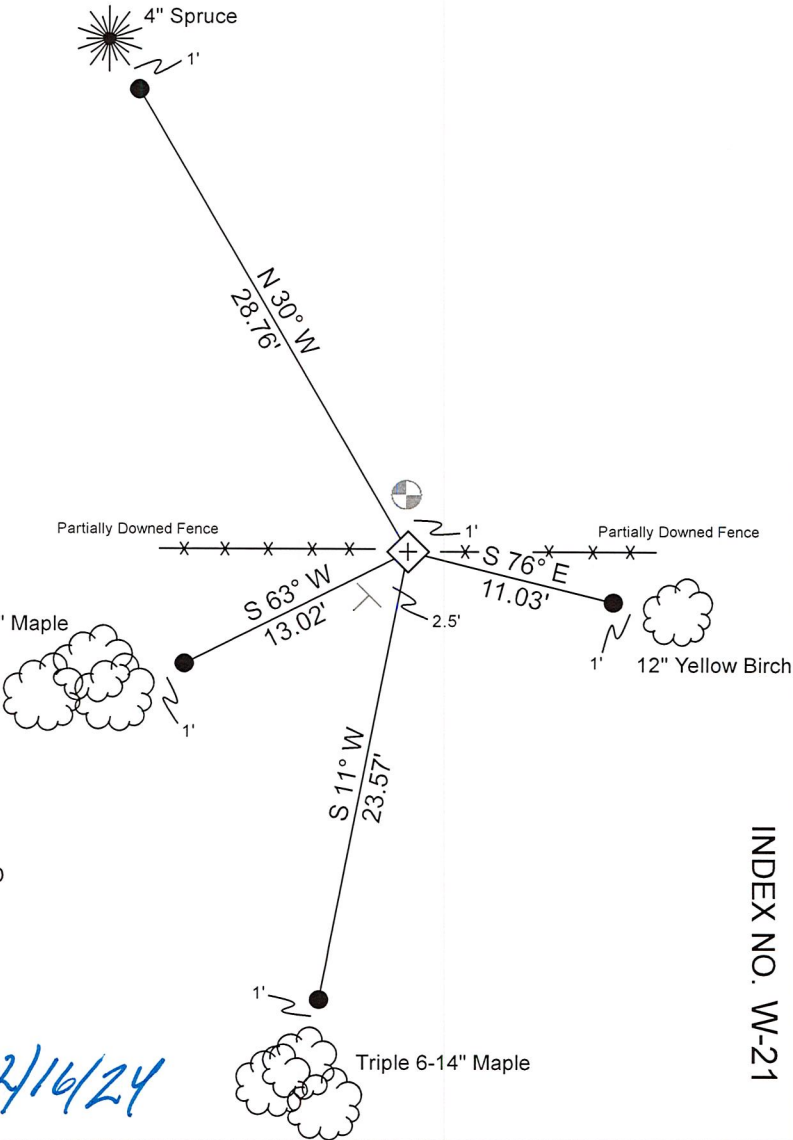 4" Spruce
1'
N 30° W
28.76'
Partially Downed Fence
1'
Partially Downed Fence
S 76° E
11.03'
S 63° W
13.02'
2.5'
' Maple
1'
12" Yellow Birch
1'
S 11° W
23.57'
INDEX NO. W-21
1'
Triple 6-14" Maple
2/16/24